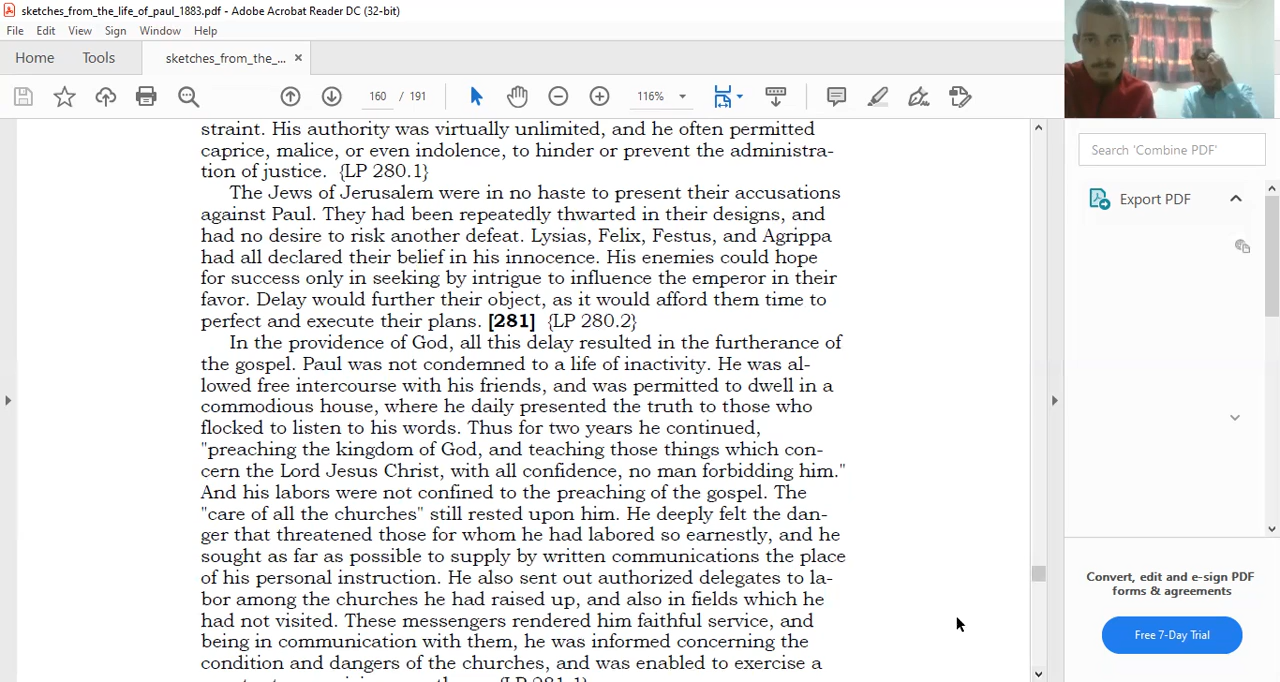 sketches_from_the_life_of_paul_1883.pdf - Adobe Acrobat Reader DC (32-bit)
File Edit View Sign Window Help
Home Tools sketches_from_the_... ×
160 / 191 116%
straint. His authority was virtually unlimited, and he often permitted
caprice, malice, or even indolence, to hinder or prevent the administra-
tion of justice. {LP 280.1}
The Jews of Jerusalem were in no haste to present their accusations
against Paul. They had been repeatedly thwarted in their designs, and
had no desire to risk another defeat. Lysias, Felix, Festus, and Agrippa
had all declared their belief in his innocence. His enemies could hope
for success only in seeking by intrigue to influence the emperor in their
favor. Delay would further their object, as it would afford them time to
perfect and execute their plans. [281] {LP 280.2}
In the providence of God, all this delay resulted in the furtherance of
the gospel. Paul was not condemned to a life of inactivity. He was al-
lowed free intercourse with his friends, and was permitted to dwell in a
commodious house, where he daily presented the truth to those who
flocked to listen to his words. Thus for two years he continued,
"preaching the kingdom of God, and teaching those things which con-
cern the Lord Jesus Christ, with all confidence, no man forbidding him."
And his labors were not confined to the preaching of the gospel. The
"care of all the churches" still rested upon him. He deeply felt the dan-
ger that threatened those for whom he had labored so earnestly, and he
sought as far as possible to supply by written communications the place
of his personal instruction. He also sent out authorized delegates to la-
bor among the churches he had raised up, and also in fields which he
had not visited. These messengers rendered him faithful service, and
being in communication with them, he was informed concerning the
condition and dangers of the churches, and was enabled to exercise a
{LP 281.1}
Search 'Combine PDF'
Export PDF
Convert, edit and e-sign PDF
forms & agreements
Free 7-Day Trial